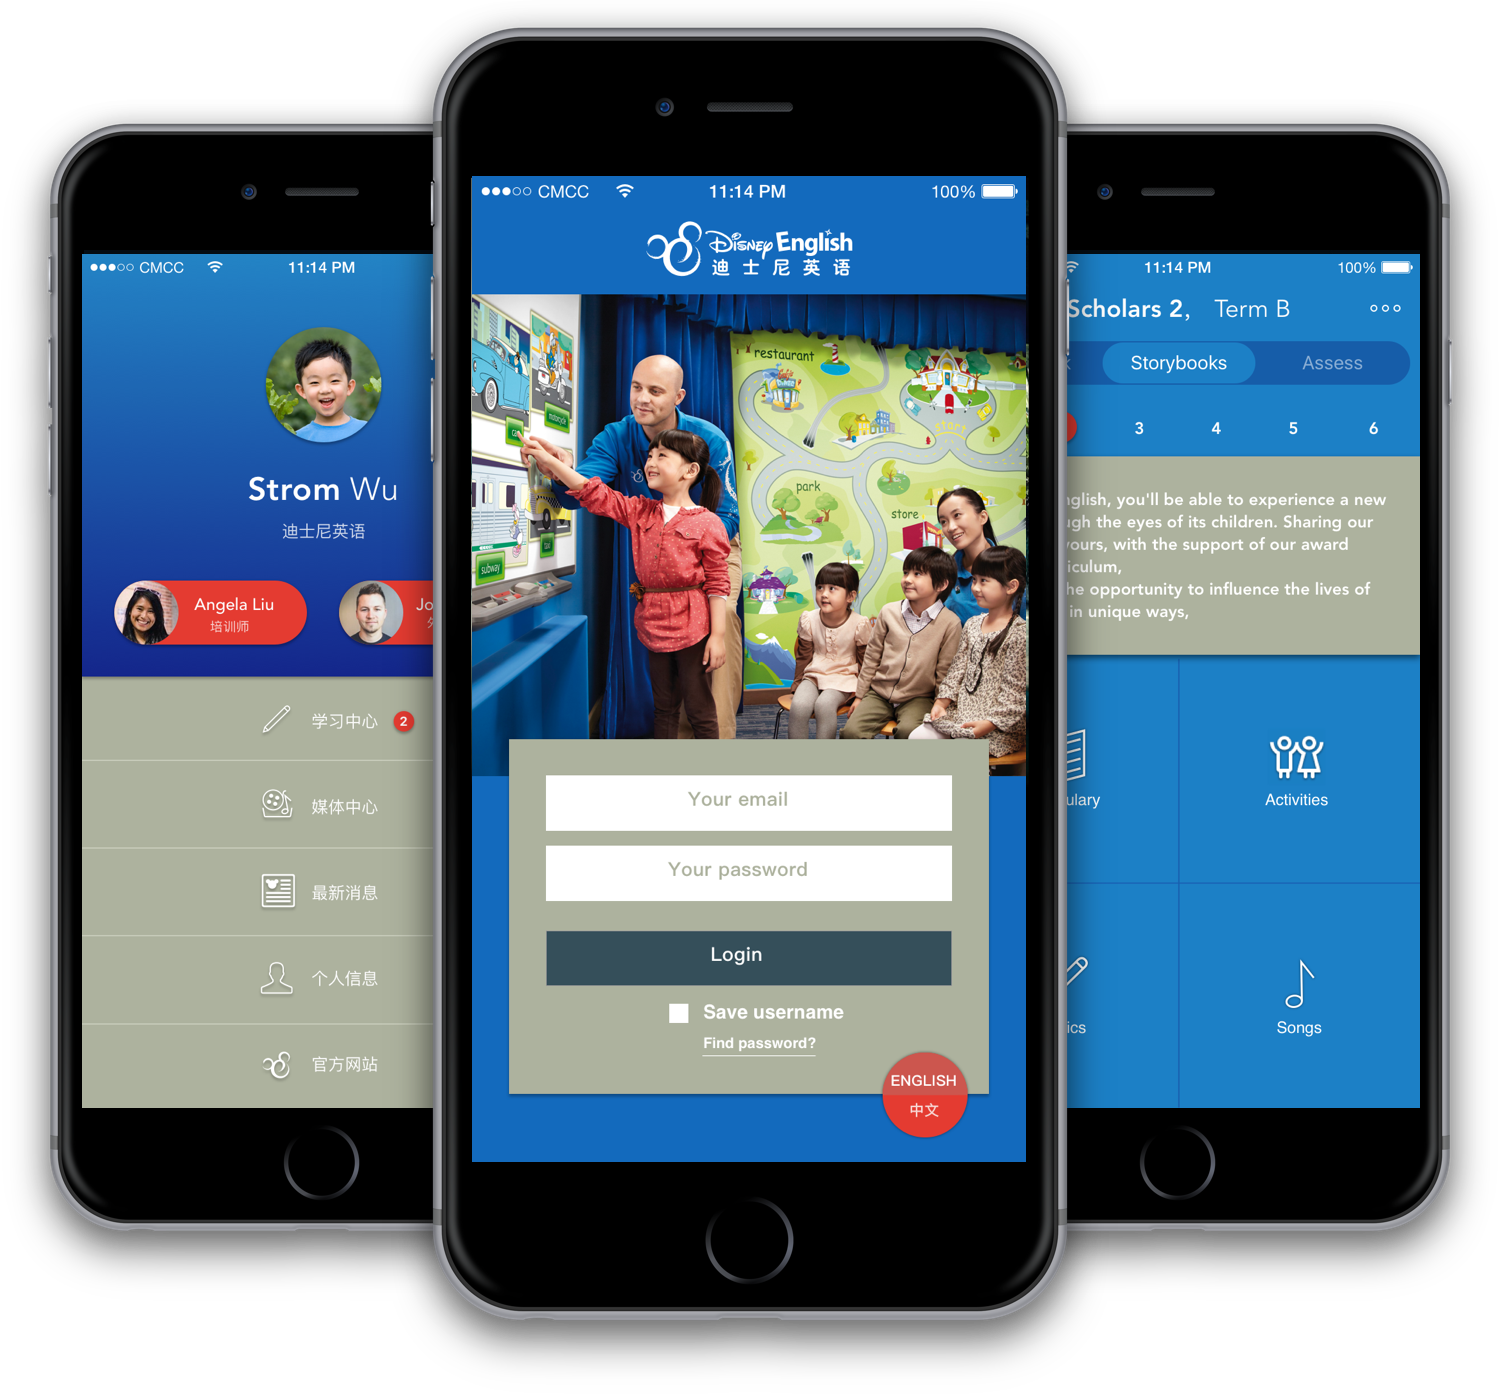 ●●●○○ CMCC
11:14 PM
Strom Wu
迪士尼英语
Angela Liu
培训师
Jo
学习中心 2
媒体中心
最新消息
个人信息
官方网站
●●●○○ CMCC
11:14 PM
100%
Disney English
迪士尼英语
restaurant
start
park
store
motorcycle
subway
Your email
Your password
Login
Save username
Find password?
ENGLISH
中文
11:14 PM
100%
Scholars 2, Term B
Storybooks
Assess
3 4 5 6
nglish, you'll be able to experience a new
ugh the eyes of its children. Sharing our
yours, with the support of our award
iculum,
he opportunity to influence the lives of
in unique ways,
ulary
Activities
ics
Songs